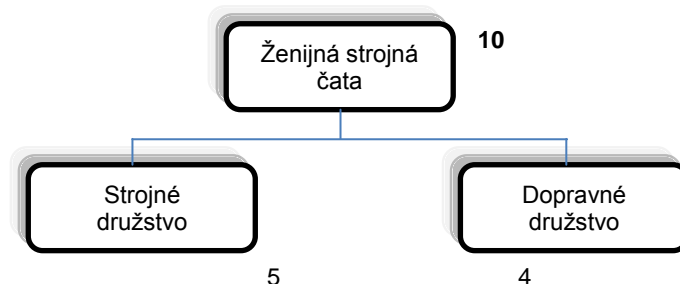 Ženijná strojná
čata
10
Strojné
družstvo
Dopravné
družstvo
5
4